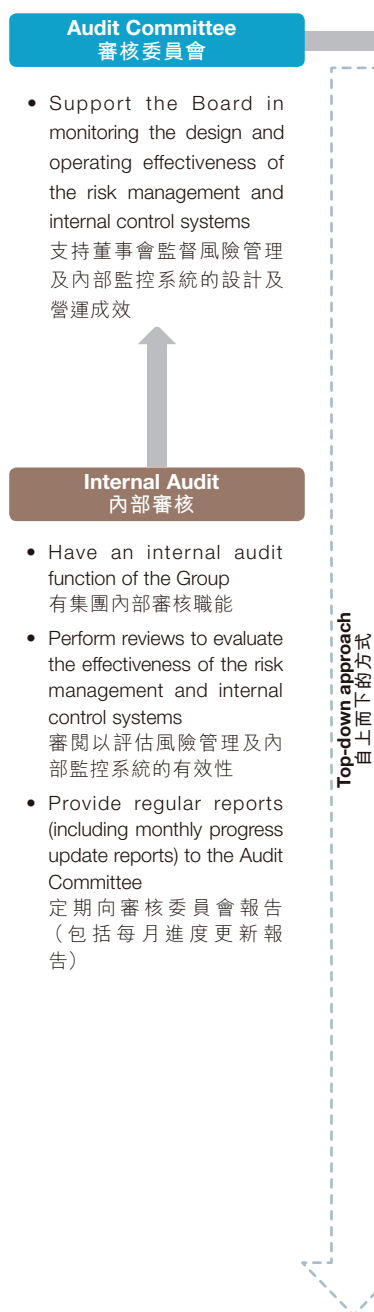 Audit Committee
審核委員會
• Support the Board in
monitoring the design and
operating effectiveness of
the risk management and
internal control systems
支持董事會監督風險管理
及內部監控系統的設計及
營運成效
Internal Audit
內部審核
• Have an internal audit
function of the Group
有集團內部審核職能
• Perform reviews to evaluate
the effectiveness of the risk
management and internal
control systems
審閱以評估風險管理及內
部監控系統的有效性
• Provide regular reports
(including monthly progress
update reports) to the Audit
Committee
定期向審核委員會報告
（包括每月進度更新報
告）
Top-down approach
自上而下的方式